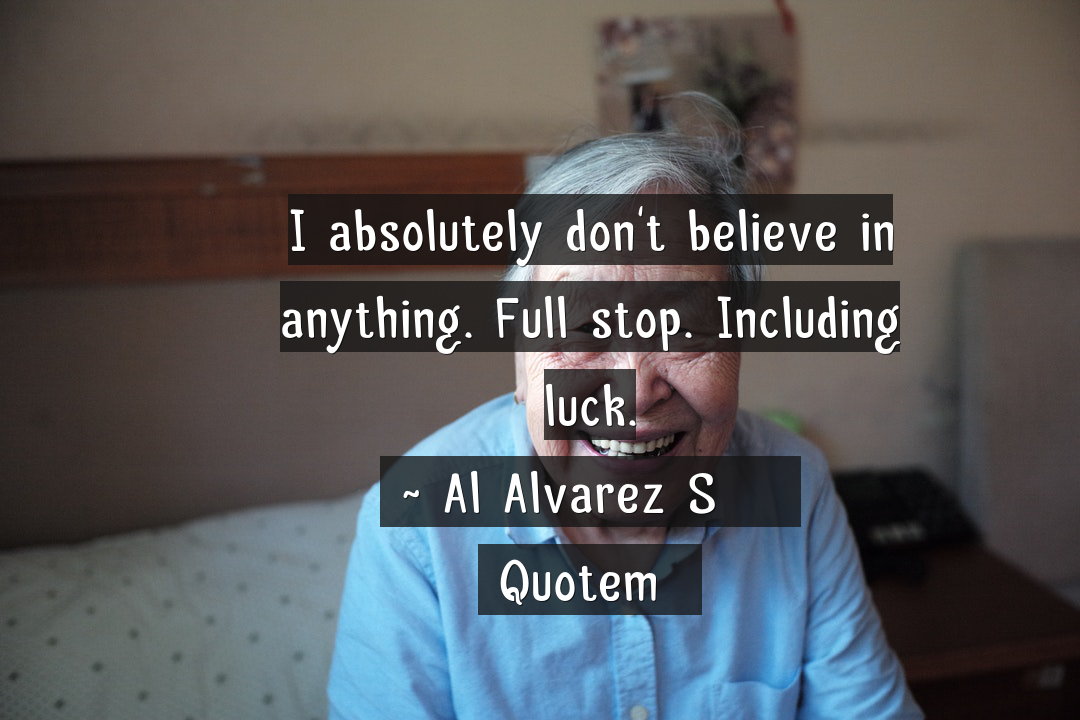 I absolutely don't believe in
anything. Full stop. Including
luck.
~ Al Alvarez S
Quotem